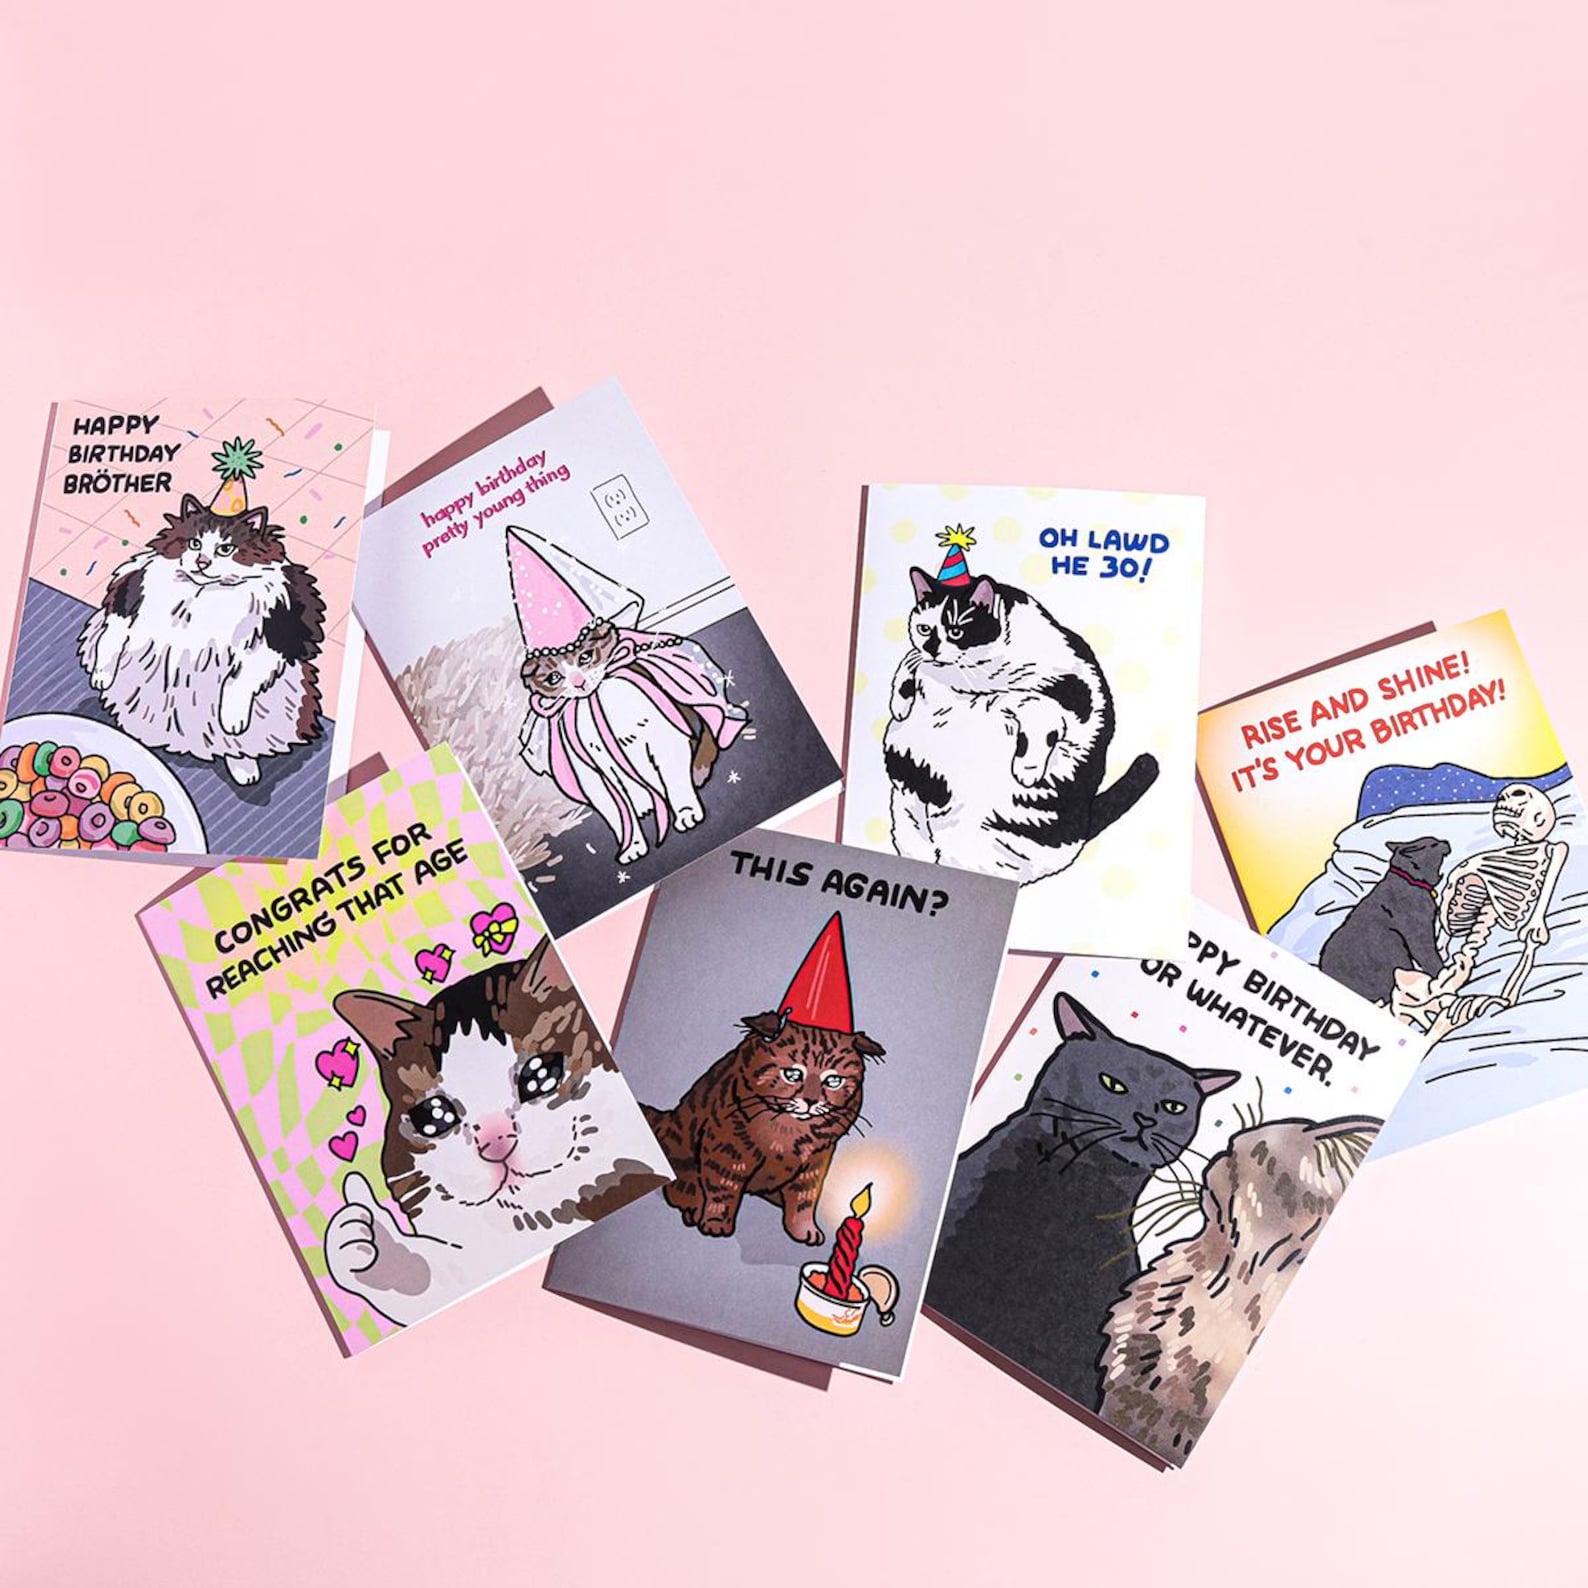 HAPPY
BIRTHDAY
BRÖTHER
happy birthday
pretty young thing
OH LAWD
HE 30!
RISE AND SHINE!
IT'S YOUR BIRTHDAY!
CONGRATS FOR
REACHING THAT AGE
THIS AGAIN?
PPY BIRTHDAY
OR WHATEVER.